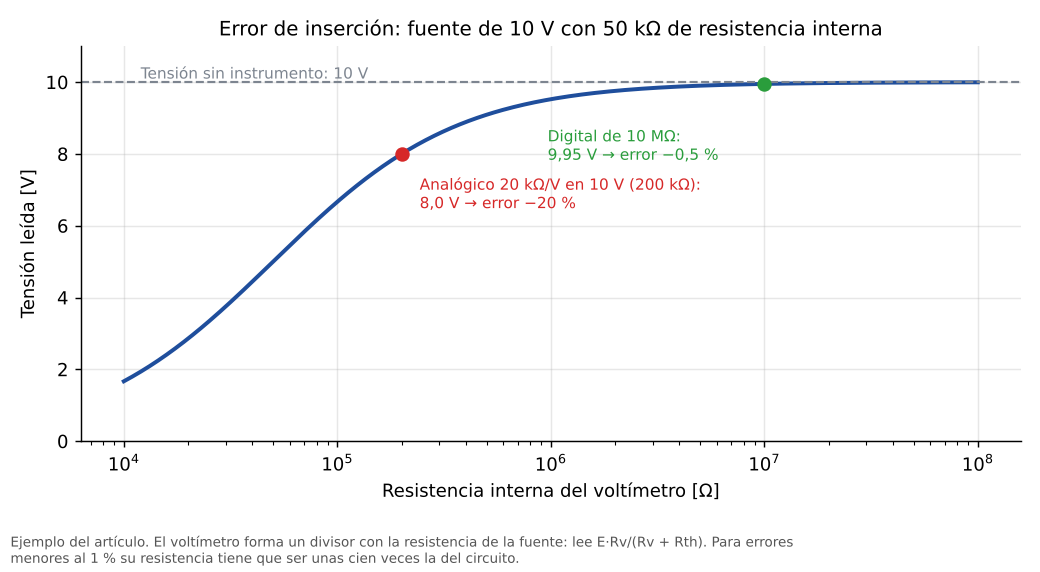 Error de inserción: fuente de 10 V con 50 kΩ de resistencia interna
Tensión sin instrumento: 10 V
10
8
6
4
2
0
Tensión leída [V]
Digital de 10 MΩ:
9,95 V → error −0,5 %
Analógico 20 kΩ/V en 10 V (200 kΩ):
8,0 V → error −20 %
10⁴
10⁵
10⁶
10⁷
10⁸
Resistencia interna del voltímetro [Ω]
Ejemplo del artículo. El voltímetro forma un divisor con la resistencia de la fuente: lee E·Rv/(Rv + Rth). Para errores
menores al 1 % su resistencia tiene que ser unas cien veces la del circuito.